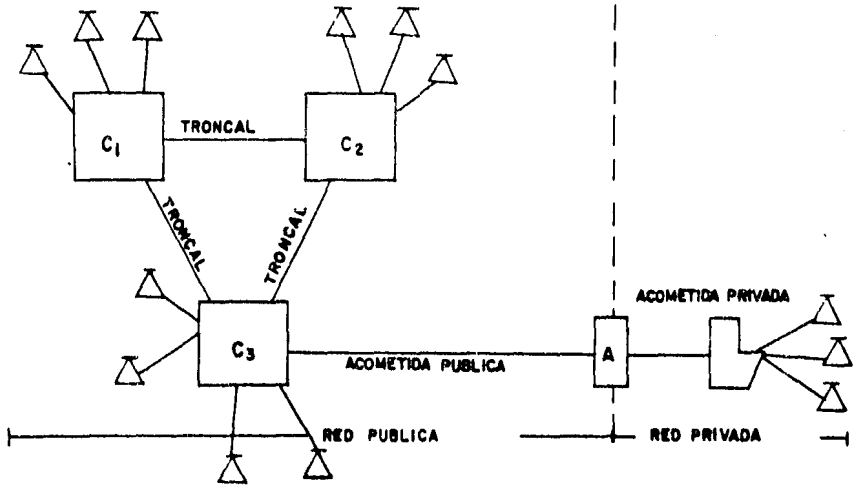 TRONCAL
C1
C2
TRONCAL
TRONCAL
ACOMETIDA PRIVADA
C3
A
ACOMETIDA PUBLICA
RED PUBLICA
RED PRIVADA